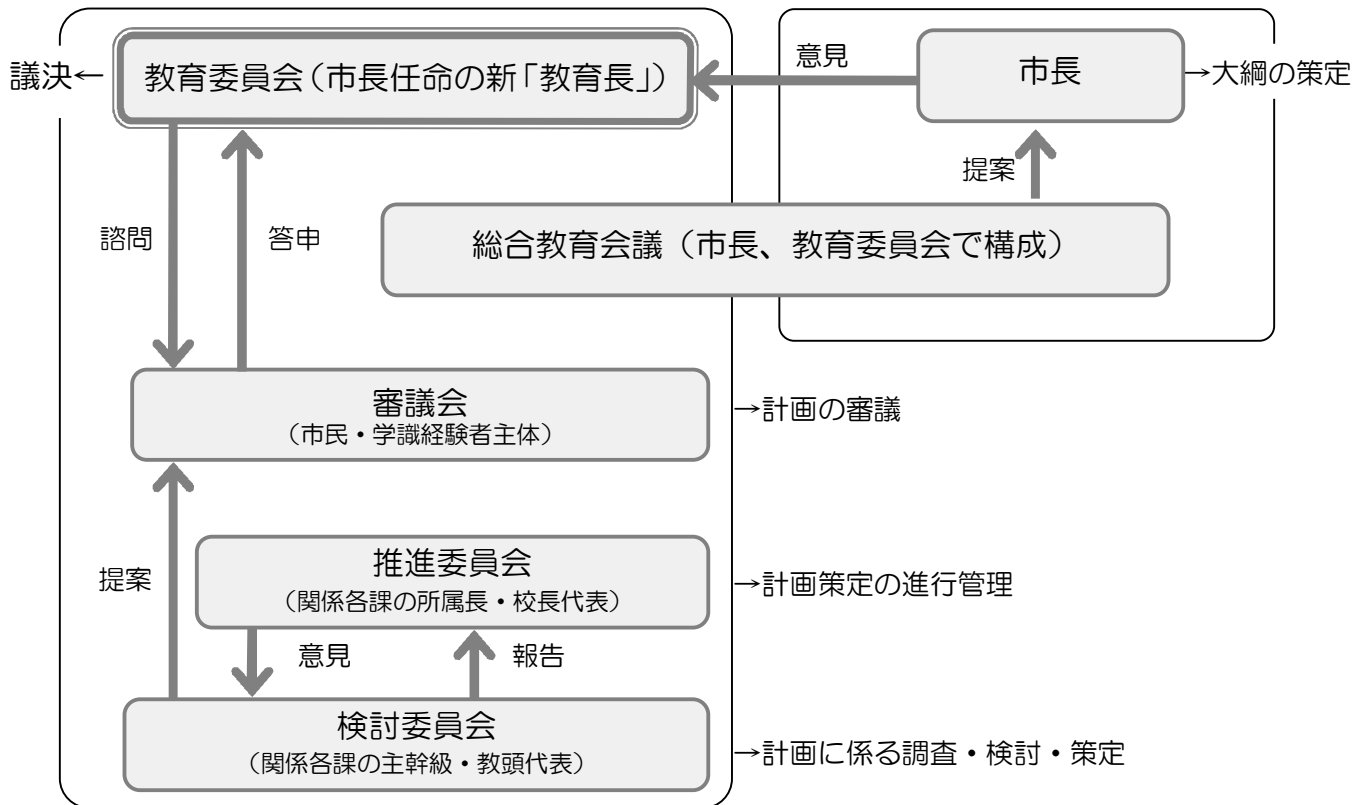 議決←
教育委員会（市長任命の新「教育長」）
意見
市長
→大綱の策定
提案
諮問
答申
総合教育会議（市長、教育委員会で構成）
審議会
（市民・学識経験者主体）
→計画の審議
提案
推進委員会
（関係各課の所属長・校長代表）
→計画策定の進行管理
意見
報告
検討委員会
（関係各課の主幹級・教頭代表）
→計画に係る調査・検討・策定